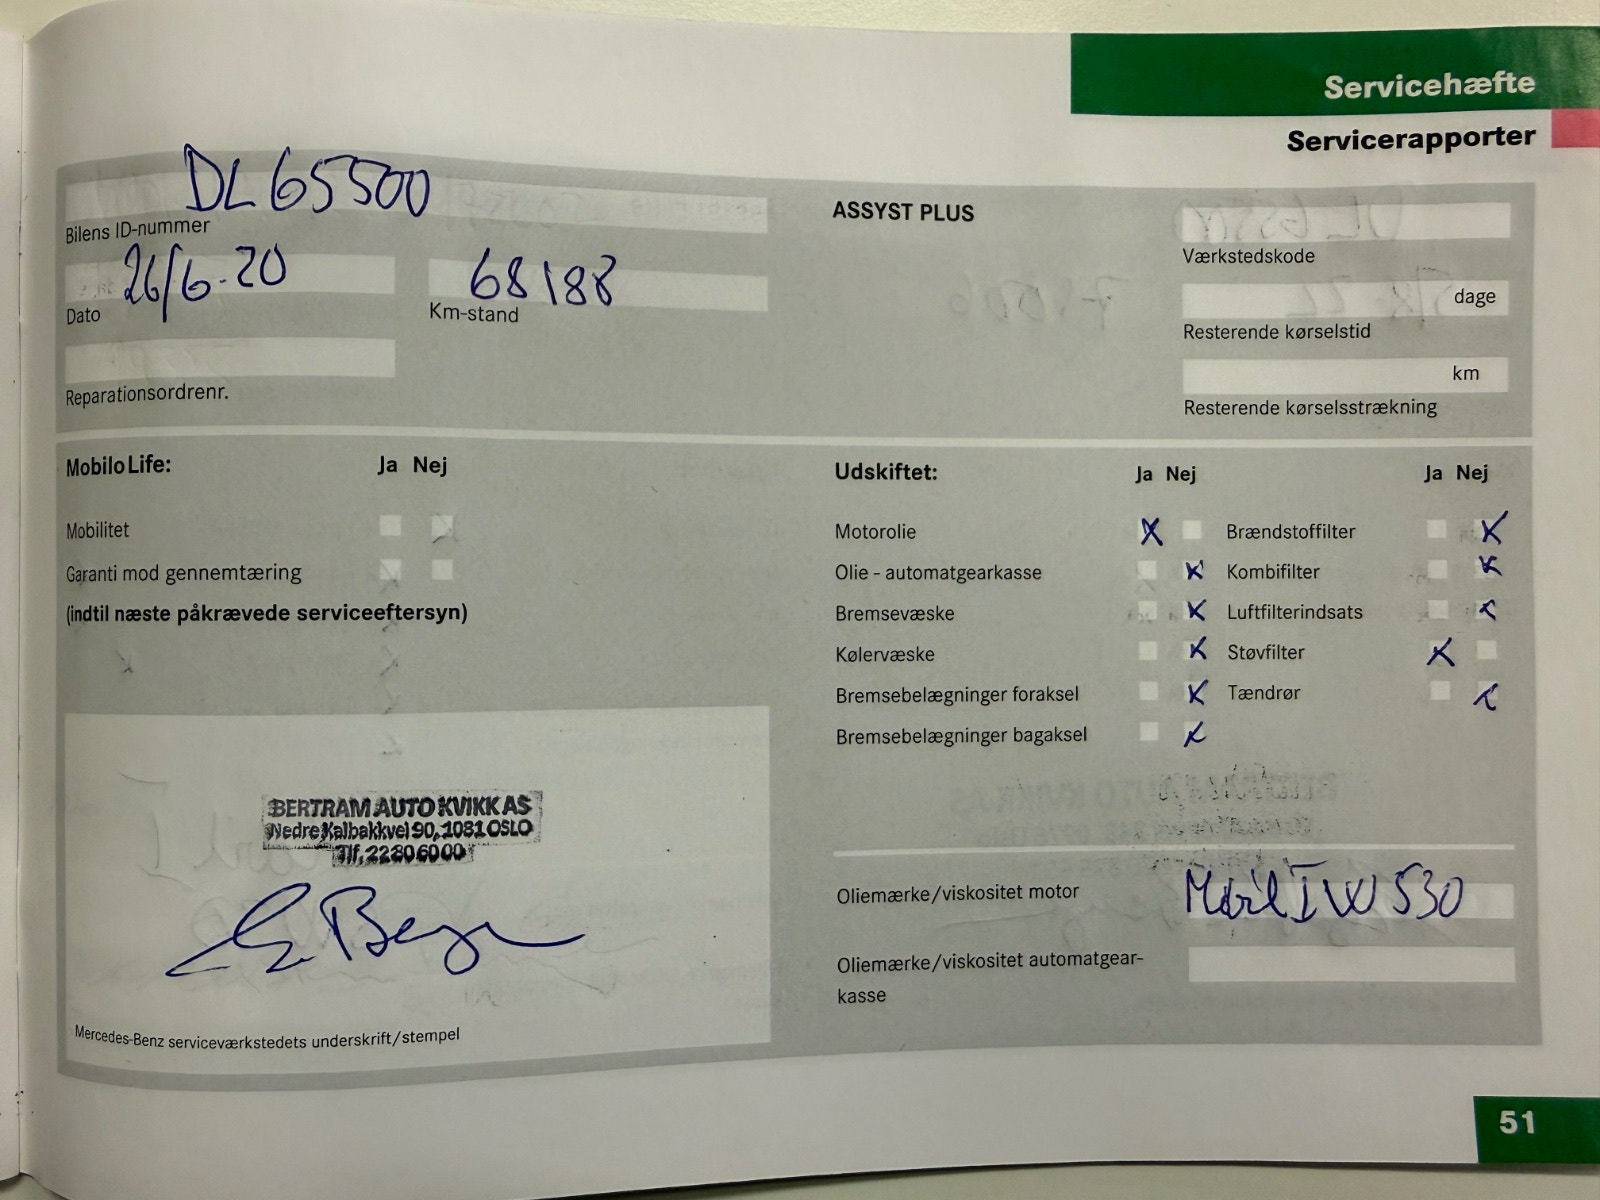 Servicehæfte
Servicerapporter
DL 65500
Bilens ID-nummer
26/6-20
Dato
68188
Km-stand
Reparationsordrenr.
ASSYST PLUS
Værkstedskode
dage
Resterende kørselstid
km
Resterende kørselsstrækning
Mobilo Life: Ja Nej
Mobilitet
Garanti mod gennemtæring
(indtil næste påkrævede serviceeftersyn)
BERTRAM AUTO KVIKK AS
Nedre Kalbakkvei 90, 1081 OSLO
Tlf. 22806000
Mercedes-Benz serviceværkstedets underskrift/stempel
Udskiftet: Ja Nej Ja Nej
Motorolie X Brændstoffilter X
Olie - automatgearkasse X Kombifilter X
Bremsevæske X Luftfilterindsats X
Kølervæske X Støvfilter X
Bremsebelægninger foraksel X Tændrør X
Bremsebelægninger bagaksel X
Oliemærke/viskositet motor Mobil I W 530
Oliemærke/viskositet automatgear-
kasse
51